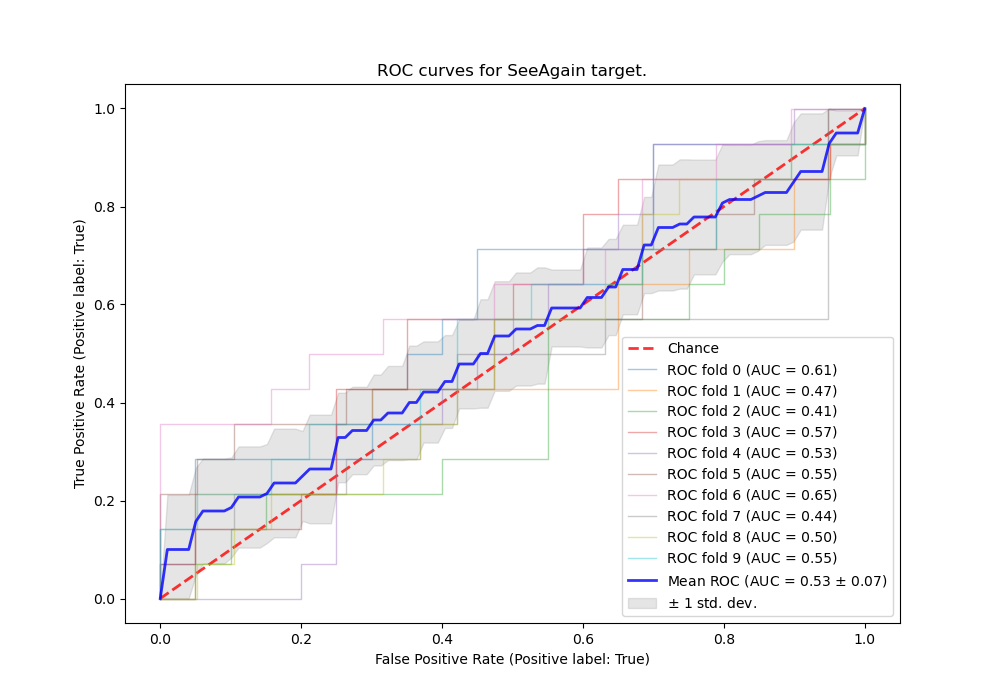 ROC curves for SeeAgain target.
True Positive Rate (Positive label: True)
1.0
0.8
0.6
0.4
0.2
0.0
0.0 0.2 0.4 0.6 0.8 1.0
False Positive Rate (Positive label: True)
Chance
ROC fold 0 (AUC = 0.61)
ROC fold 1 (AUC = 0.47)
ROC fold 2 (AUC = 0.41)
ROC fold 3 (AUC = 0.57)
ROC fold 4 (AUC = 0.53)
ROC fold 5 (AUC = 0.55)
ROC fold 6 (AUC = 0.65)
ROC fold 7 (AUC = 0.44)
ROC fold 8 (AUC = 0.50)
ROC fold 9 (AUC = 0.55)
Mean ROC (AUC = 0.53 ± 0.07)
± 1 std. dev.